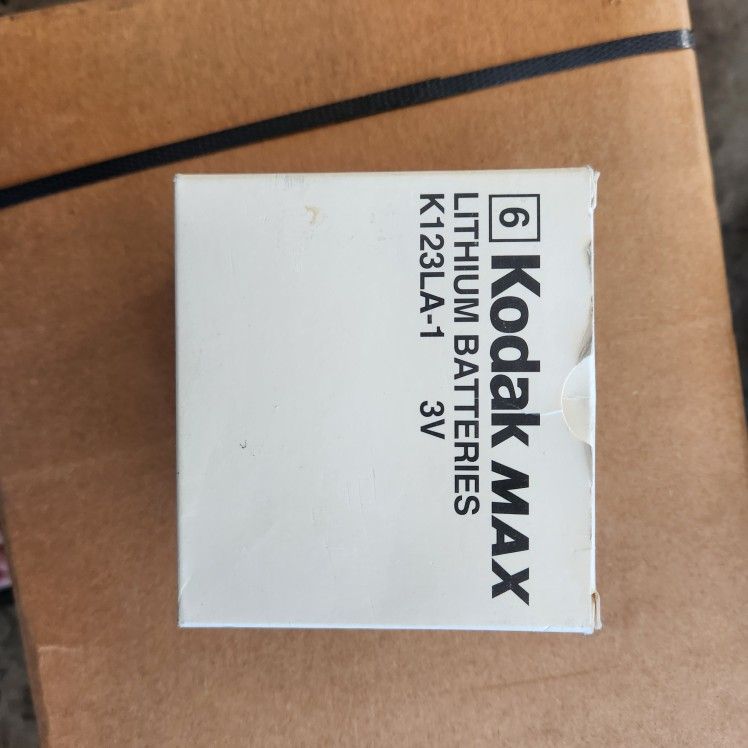 6 Kodak MAX
LITHIUM BATTERIES
K123LA-1 3V